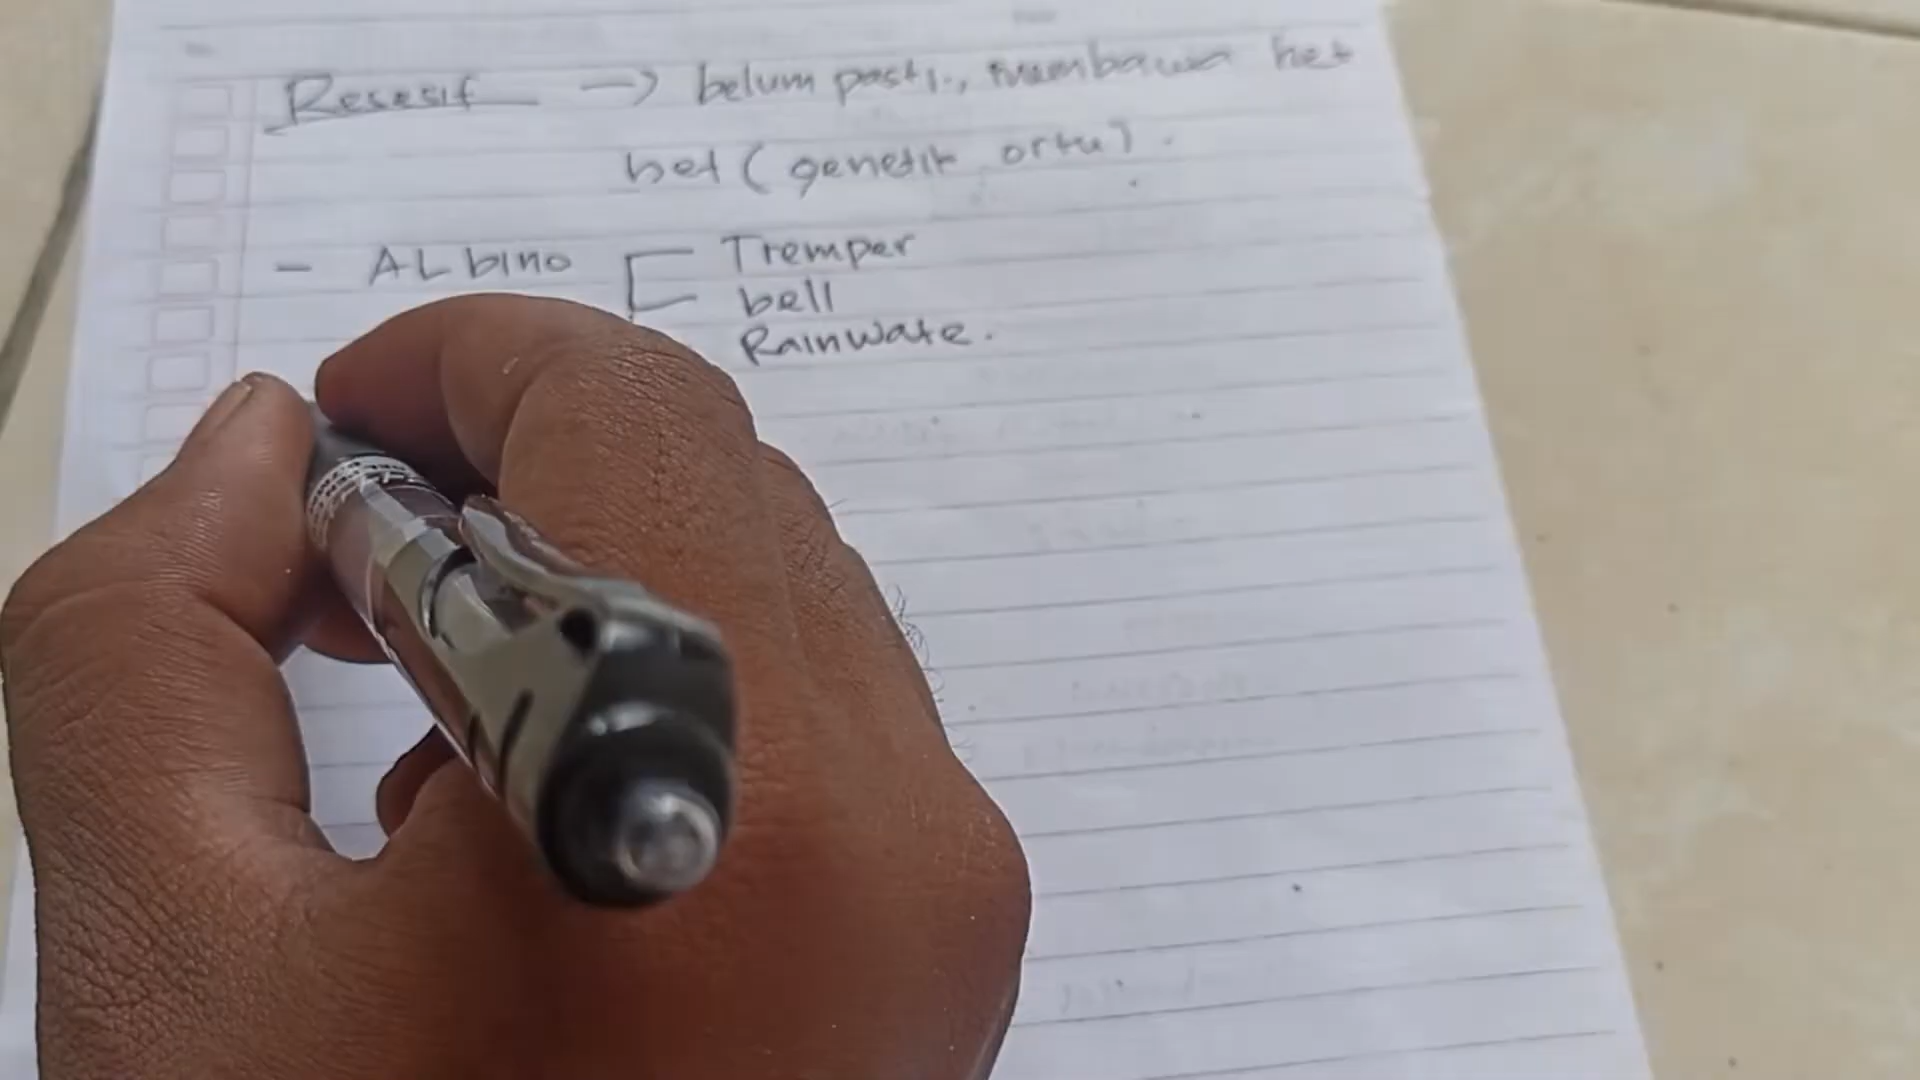 Resesif -> belum pasti., membawa het
het (genetik ortu).
- ALbino [ Tremper
bell
Rainwate.